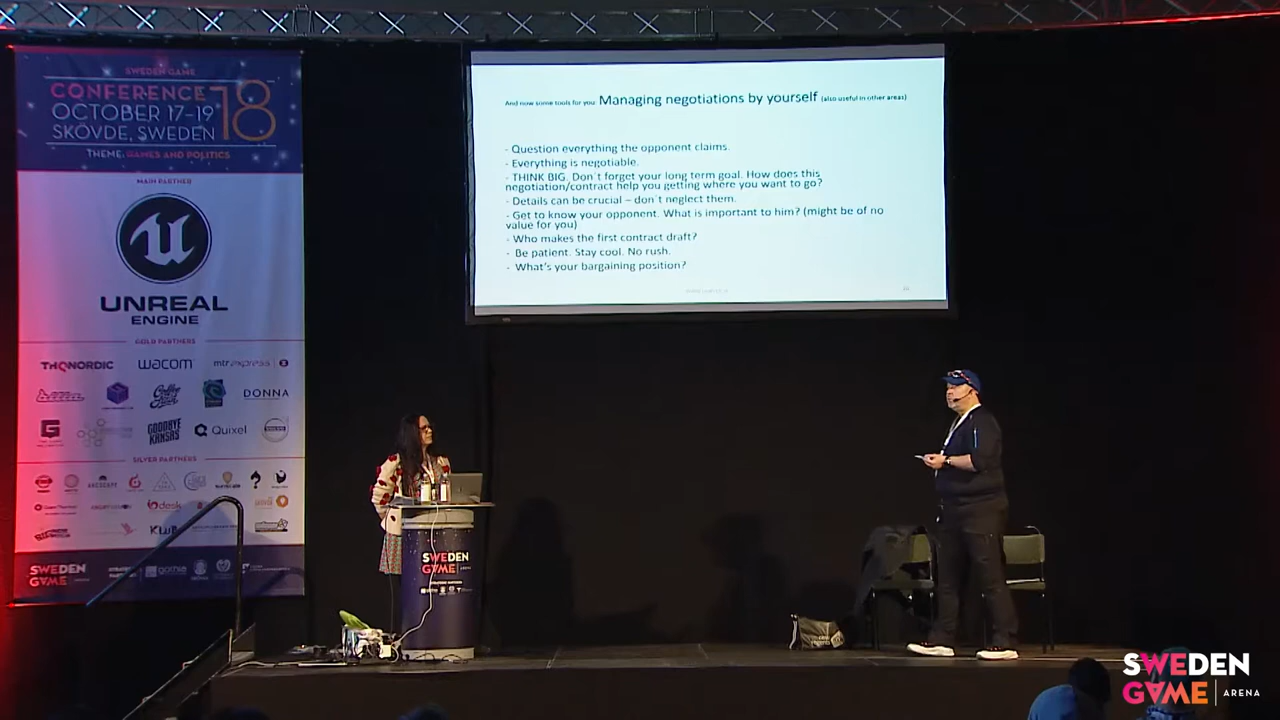 SWEDEN GAME
CONFERENCE 18
OCTOBER 17-19
SKÖVDE, SWEDEN
THEME: GAMES AND POLITICS
MAIN PARTNER
UNREAL
ENGINE
GOLD PARTNERS
THQNORDIC
wacom
mtrexpress
DONNA
GOODBYE
KANSAS
Quixel
SILVER PARTNERS
SWEDEN
GAME
And now some tools for you: Managing negotiations by yourself (also useful in other areas)
- Question everything the opponent claims.
- Everything is negotiable.
- THINK BIG. Don´t forget your long term goal. How does this
negotiation/contract help you getting where you want to go?
- Details can be crucial – don´t neglect them.
- Get to know your opponent. What is important to him? (might be of no
value for you)
- Who makes the first contract draft?
- Be patient. Stay cool. No rush.
- What's your bargaining position?
SWEDEN
GAME ARENA
SWEDEN
GAME | ARENA